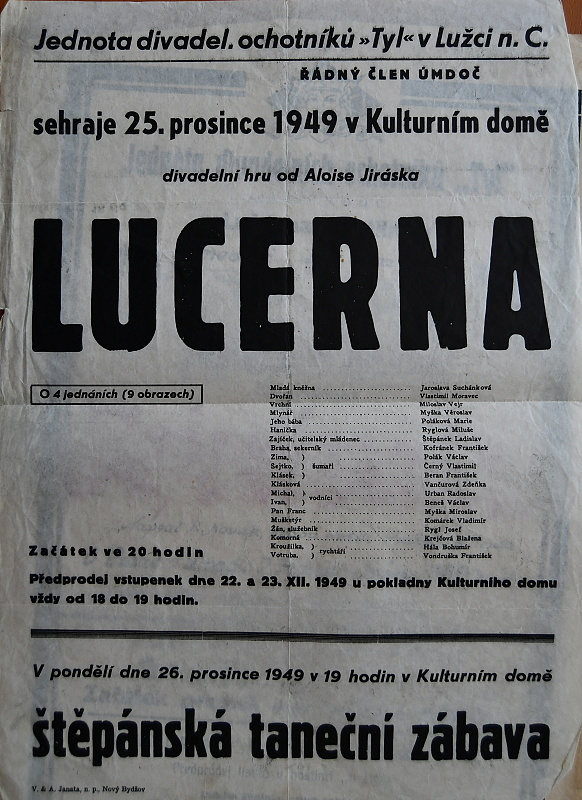 Jednota divadel. ochotníků »Tyl« v Lužci n. C.
ŘÁDNÝ ČLEN ÚMDOČ
sehraje 25. prosince 1949 v Kulturním domě
divadelní hru od Aloise Jiráska
LUCERNA
O 4 jednáních (9 obrazech)
Mladá kněžna Jaroslava Suchánková
Dvořan Vlastimil Moravec
Vrchní Miloslav Vejr
Mlynář Myška Věroslav
Jeho bába Poláková Marie
Hanička Ryglová Miluše
Zajíček, učitelský mládenec Štěpánek Ladislav
Braha, sekerník Kofránek František
Zima, ) Polák Václav
Sejtko, ) šumaři Černý Vlastimil
Klásek, ) Beran František
Klásková Vančurová Zdeňka
Michal, ) vodníci Urban Radoslav
Ivan, ) Beneš Václav
Pan Franc Myška Miroslav
Mušketýr Komárek Vladimír
Žán, služebník Rygl Josef
Komorná Krejčová Blažena
Kroužilka, ) rychtáři Hála Bohumír
Votruba, ) Vondruška František
Začátek ve 20 hodin
Předprodej vstupenek dne 22. a 23. XII. 1949 u pokladny Kulturního domu
vždy od 18 do 19 hodin.
V pondělí dne 26. prosince 1949 v 19 hodin v Kulturním domě
štěpánská taneční zábava
V. & A. Janata, n. p., Nový Bydžov